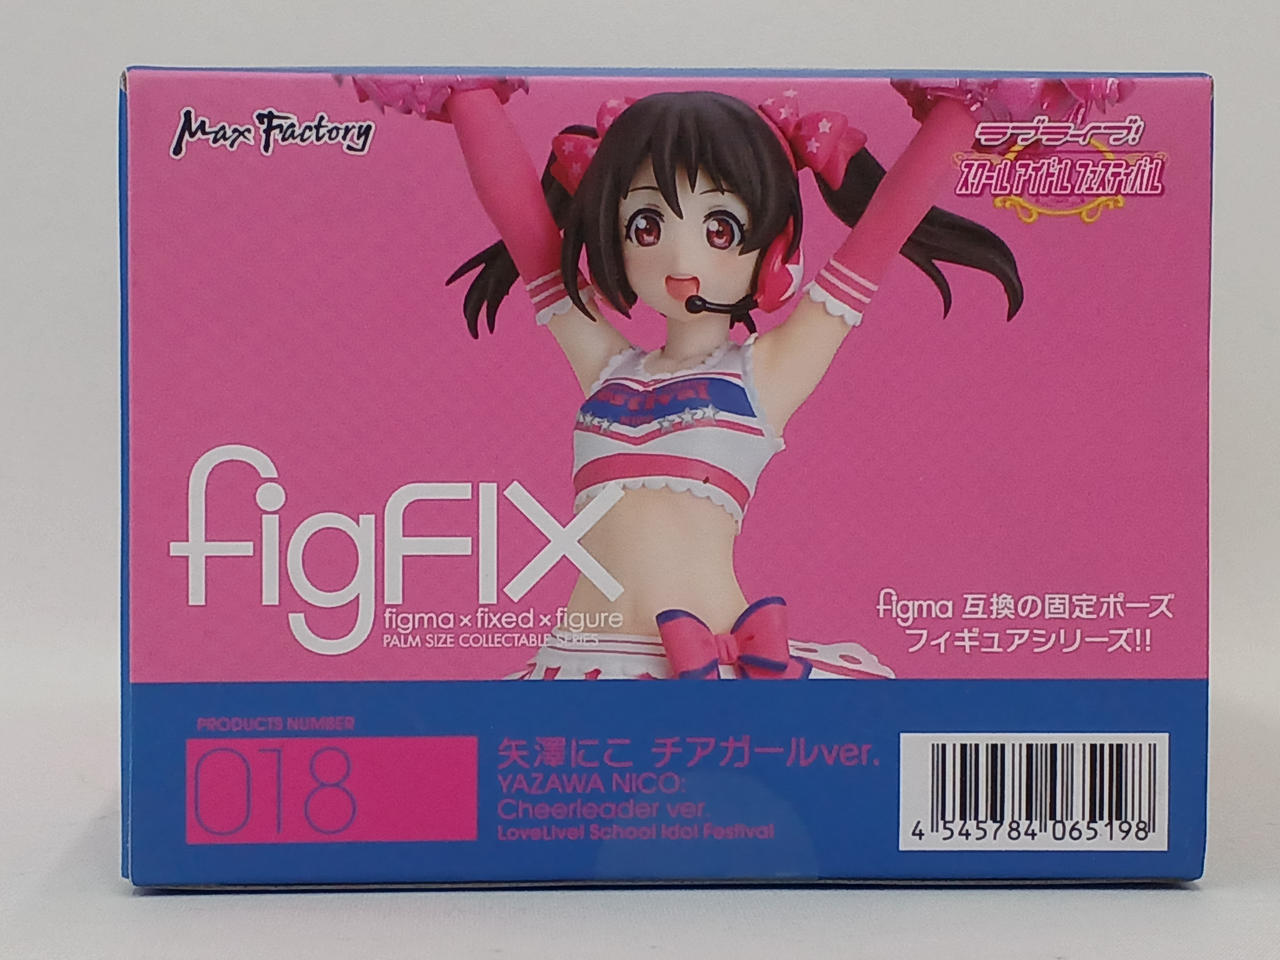 Max Factory
ラブライブ!
スクールアイドルフェスティバル
estival
figFIX
figma×fixed×figure
PALM SIZE COLLECTABLE SERIES
figma 互換の固定ポーズ
フィギュアシリーズ!!
PRODUCTS NUMBER
018
矢澤にこ チアガールver.
YAZAWA NICO:
Cheerleader ver.
LoveLive! School Idol Festival
4 545784 065198